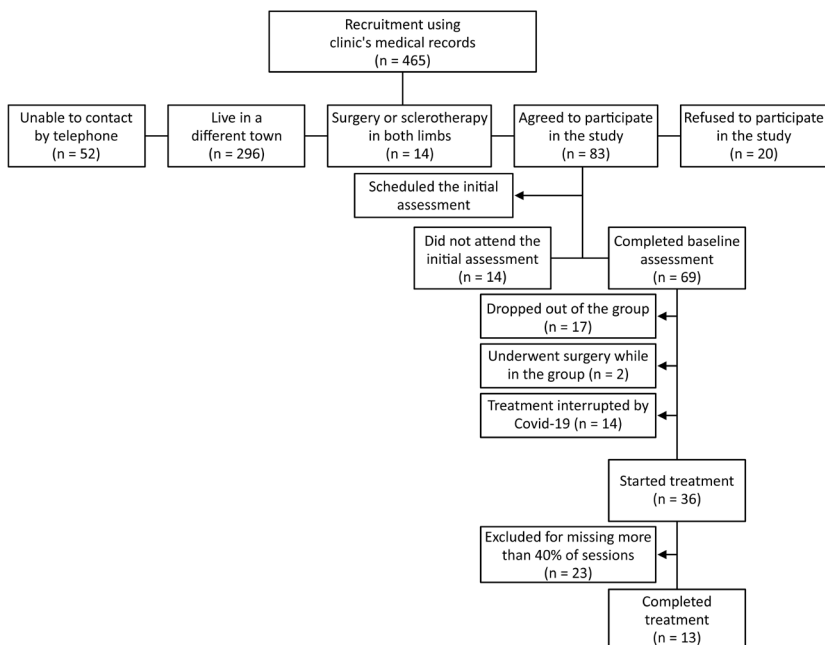 Recruitment using
clinic's medical records
(n = 465)
Unable to contact
by telephone
(n = 52)
Live in a
different town
(n = 296)
Surgery or sclerotherapy
in both limbs
(n = 14)
Agreed to participate
in the study
(n = 83)
Refused to participate
in the study
(n = 20)
Scheduled the initial
assessment
Did not attend the
initial assessment
(n = 14)
Completed baseline
assessment
(n = 69)
Dropped out of the group
(n = 17)
Underwent surgery while
in the group (n = 2)
Treatment interrupted by
Covid-19 (n = 14)
Started treatment
(n = 36)
Excluded for missing more
than 40% of sessions
(n = 23)
Completed
treatment
(n = 13)